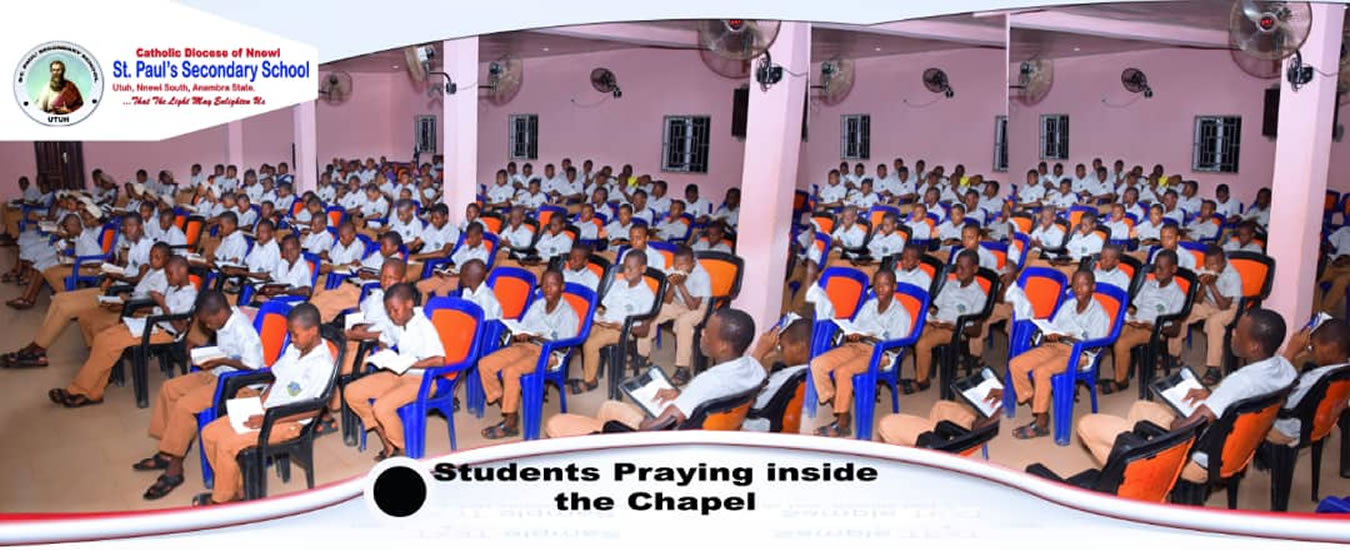 ST. PAUL SECONDARY SCHOOL
UTUH
Catholic Diocese of Nnewi
St. Paul's Secondary School
Utuh, Nnewi South, Anambra State.
...That The Light May Enlighten Us
Students Praying inside
the Chapel